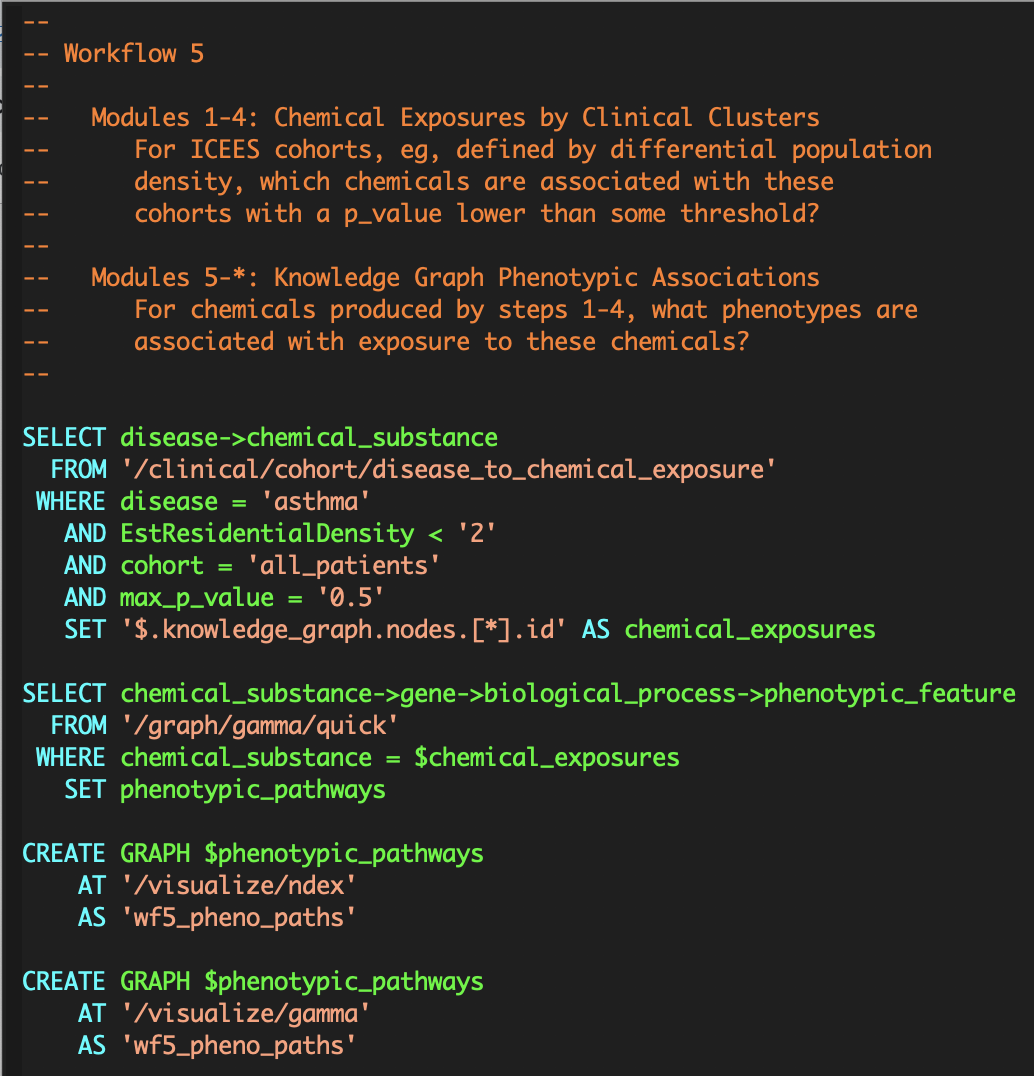 --
-- Workflow 5
--
--   Modules 1-4: Chemical Exposures by Clinical Clusters
--      For ICEES cohorts, eg, defined by differential population
--      density, which chemicals are associated with these
--      cohorts with a p_value lower than some threshold?
--
--   Modules 5-*: Knowledge Graph Phenotypic Associations
--      For chemicals produced by steps 1-4, what phenotypes are
--      associated with exposure to these chemicals?
--
SELECT disease->chemical_substance
  FROM '/clinical/cohort/disease_to_chemical_exposure'
 WHERE disease = 'asthma'
   AND EstResidentialDensity < '2'
   AND cohort = 'all_patients'
   AND max_p_value = '0.5'
   SET '$.knowledge_graph.nodes.[*].id' AS chemical_exposures
SELECT chemical_substance->gene->biological_process->phenotypic_feature
  FROM '/graph/gamma/quick'
 WHERE chemical_substance = $chemical_exposures
   SET phenotypic_pathways
CREATE GRAPH $phenotypic_pathways
    AT '/visualize/ndex'
    AS 'wf5_pheno_paths'
CREATE GRAPH $phenotypic_pathways
    AT '/visualize/gamma'
    AS 'wf5_pheno_paths'